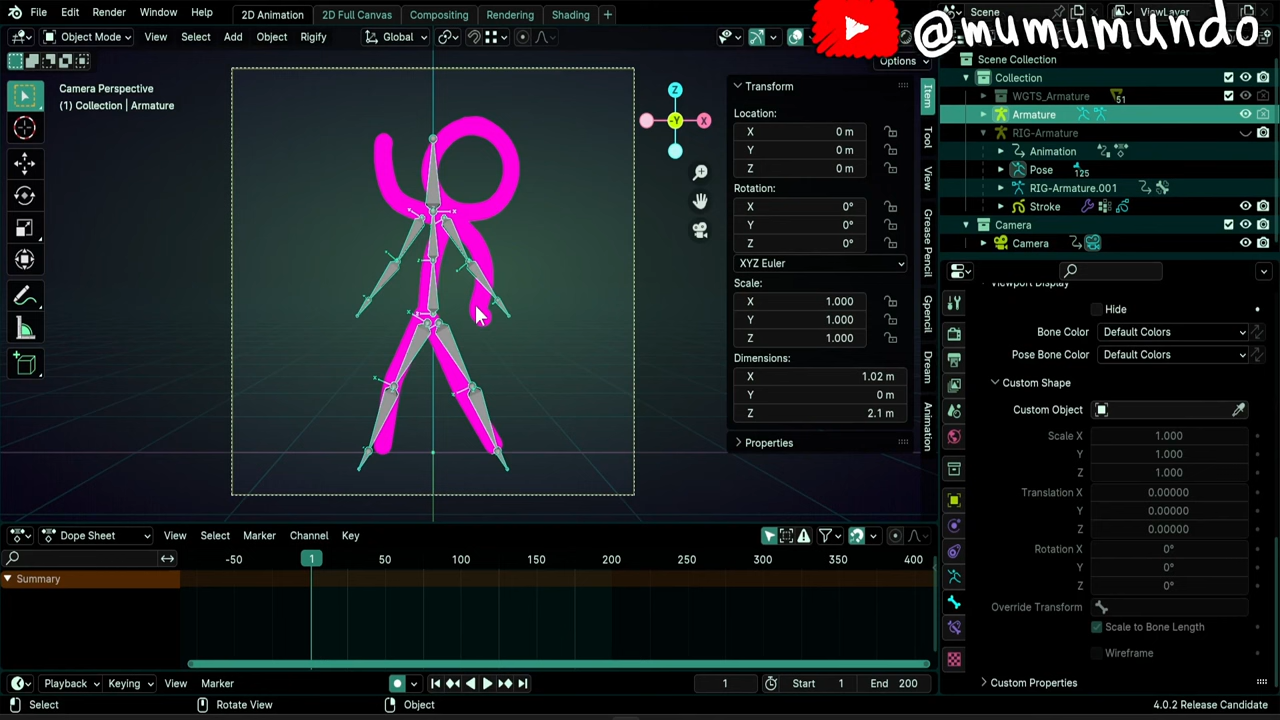 File Edit Render Window Help 2D Animation 2D Full Canvas Compositing Rendering Shading + Scene ViewLayer
@mumumundo
Object Mode View Select Add Object Rigify Global
Options
Camera Perspective
(1) Collection | Armature
Z
-Y
X
Transform
Location:
X 0 m
Y 0 m
Z 0 m
Rotation:
X 0°
Y 0°
Z 0°
XYZ Euler
Scale:
X 1.000
Y 1.000
Z 1.000
Dimensions:
X 1.02 m
Y 0 m
Z 2.1 m
Properties
Item
Tool
View
Grease Pencil
Gpencil
Dream
Animation
Scene Collection
Collection
WGTS_Armature 51
Armature
RIG-Armature
Animation
Pose 125
RIG-Armature.001
Stroke
Camera
Camera
Viewport Display
Hide
Bone Color Default Colors
Pose Bone Color Default Colors
Custom Shape
Custom Object
Scale X 1.000
Y 1.000
Z 1.000
Translation X 0.00000
Y 0.00000
Z 0.00000
Rotation X 0°
Y 0°
Z 0°
Override Transform
Scale to Bone Length
Wireframe
Custom Properties
Dope Sheet View Select Marker Channel Key
-50 1 50 100 150 200 250 300 350 400
Summary
Playback Keying View Marker 1 Start 1 End 200
Select Rotate View Object 4.0.2 Release Candidate